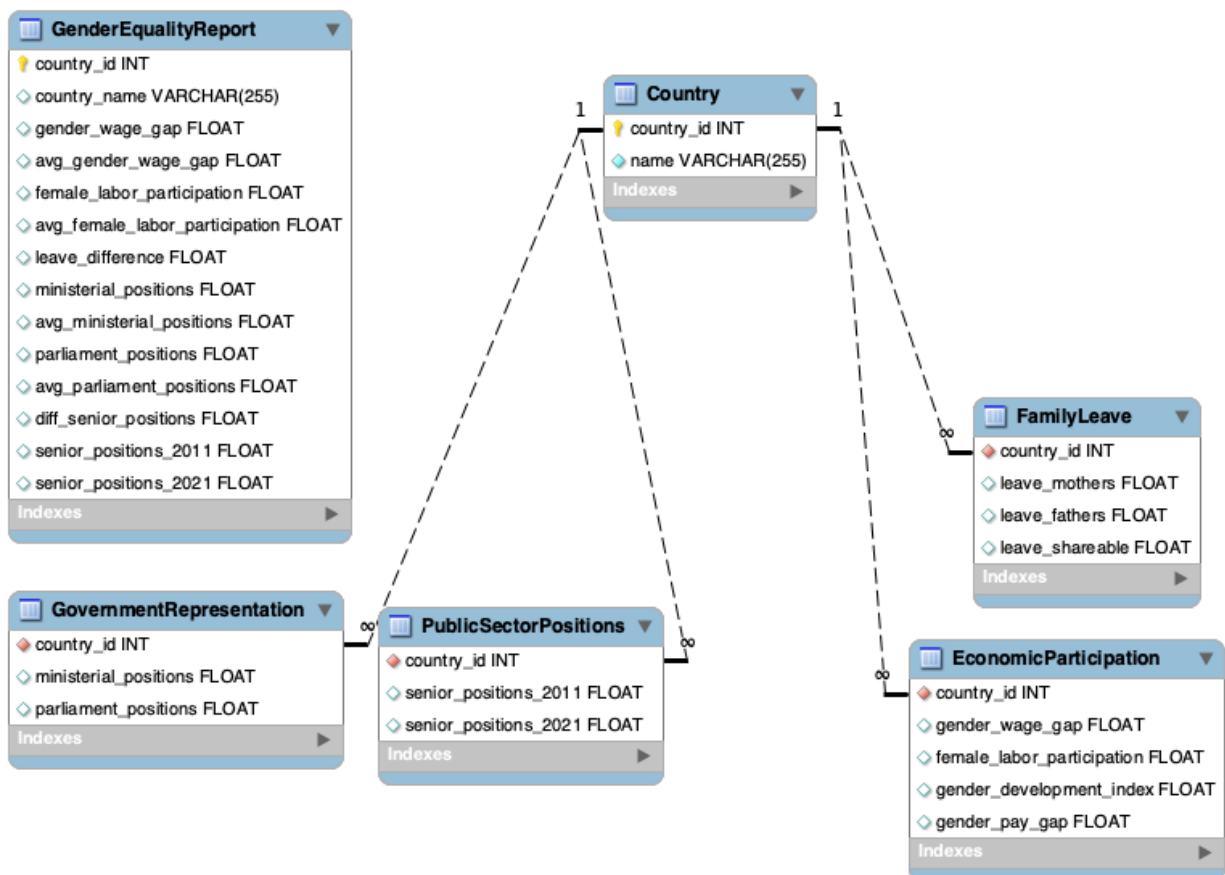 GenderEqualityReport
country_id INT
country_name VARCHAR(255)
gender_wage_gap FLOAT
avg_gender_wage_gap FLOAT
female_labor_participation FLOAT
avg_female_labor_participation FLOAT
leave_difference FLOAT
ministerial_positions FLOAT
avg_ministerial_positions FLOAT
parliament_positions FLOAT
avg_parliament_positions FLOAT
diff_senior_positions FLOAT
senior_positions_2011 FLOAT
senior_positions_2021 FLOAT
Indexes
Country
1
1
country_id INT
name VARCHAR(255)
Indexes
FamilyLeave
∞
country_id INT
leave_mothers FLOAT
leave_fathers FLOAT
leave_shareable FLOAT
Indexes
GovernmentRepresentation
∞
country_id INT
ministerial_positions FLOAT
parliament_positions FLOAT
Indexes
PublicSectorPositions
∞
country_id INT
senior_positions_2011 FLOAT
senior_positions_2021 FLOAT
Indexes
EconomicParticipation
∞
country_id INT
gender_wage_gap FLOAT
female_labor_participation FLOAT
gender_development_index FLOAT
gender_pay_gap FLOAT
Indexes